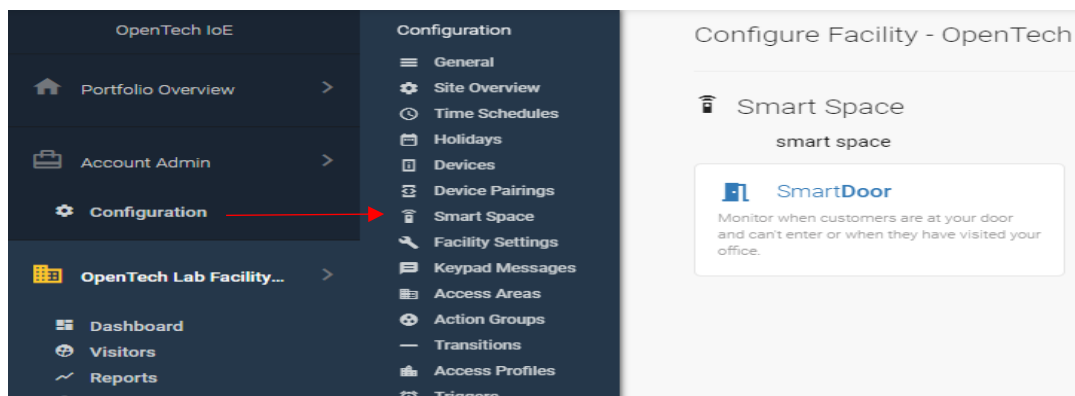 OpenTech IoE
Portfolio Overview
Account Admin
Configuration
OpenTech Lab Facility...
Dashboard
Visitors
Reports
Configuration
General
Site Overview
Time Schedules
Holidays
Devices
Device Pairings
Smart Space
Facility Settings
Keypad Messages
Access Areas
Action Groups
Transitions
Access Profiles
Triggers
Configure Facility - OpenTech
Smart Space
smart space
SmartDoor
Monitor when customers are at your door
and can't enter or when they have visited your
office.